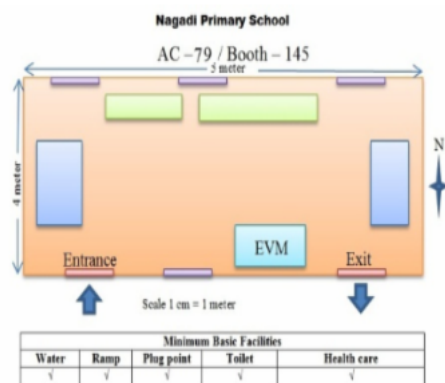 Nagadi Primary School
AC – 79 / Booth – 145
5 meter
4 meter
N
Entrance
EVM
Exit
Scale 1 cm = 1 meter
Minimum Basic Facilities
Water Ramp Plug point Toilet Health care
√ √ √ √ √